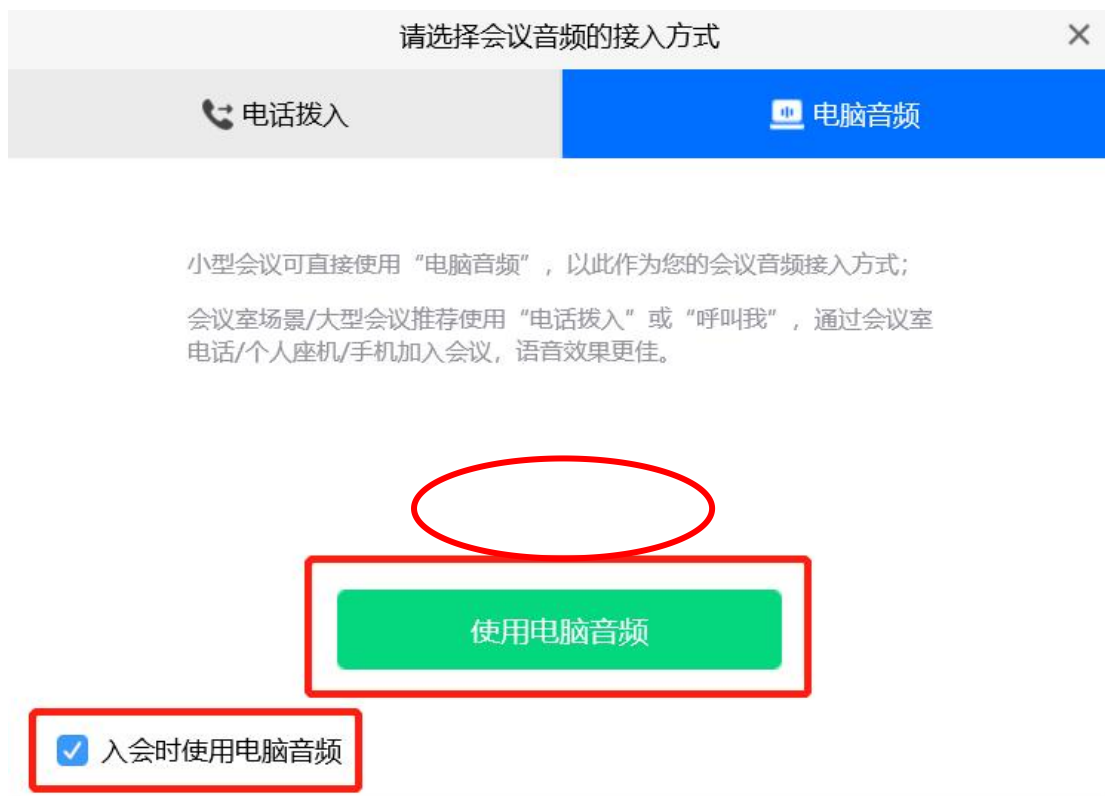 请选择会议音频的接入方式
电话拨入
电脑音频
小型会议可直接使用“电脑音频”，以此作为您的会议音频接入方式；
会议室场景/大型会议推荐使用“电话拨入”或“呼叫我”，通过会议室
电话/个人座机/手机加入会议，语音效果更佳。
使用电脑音频
入会时使用电脑音频